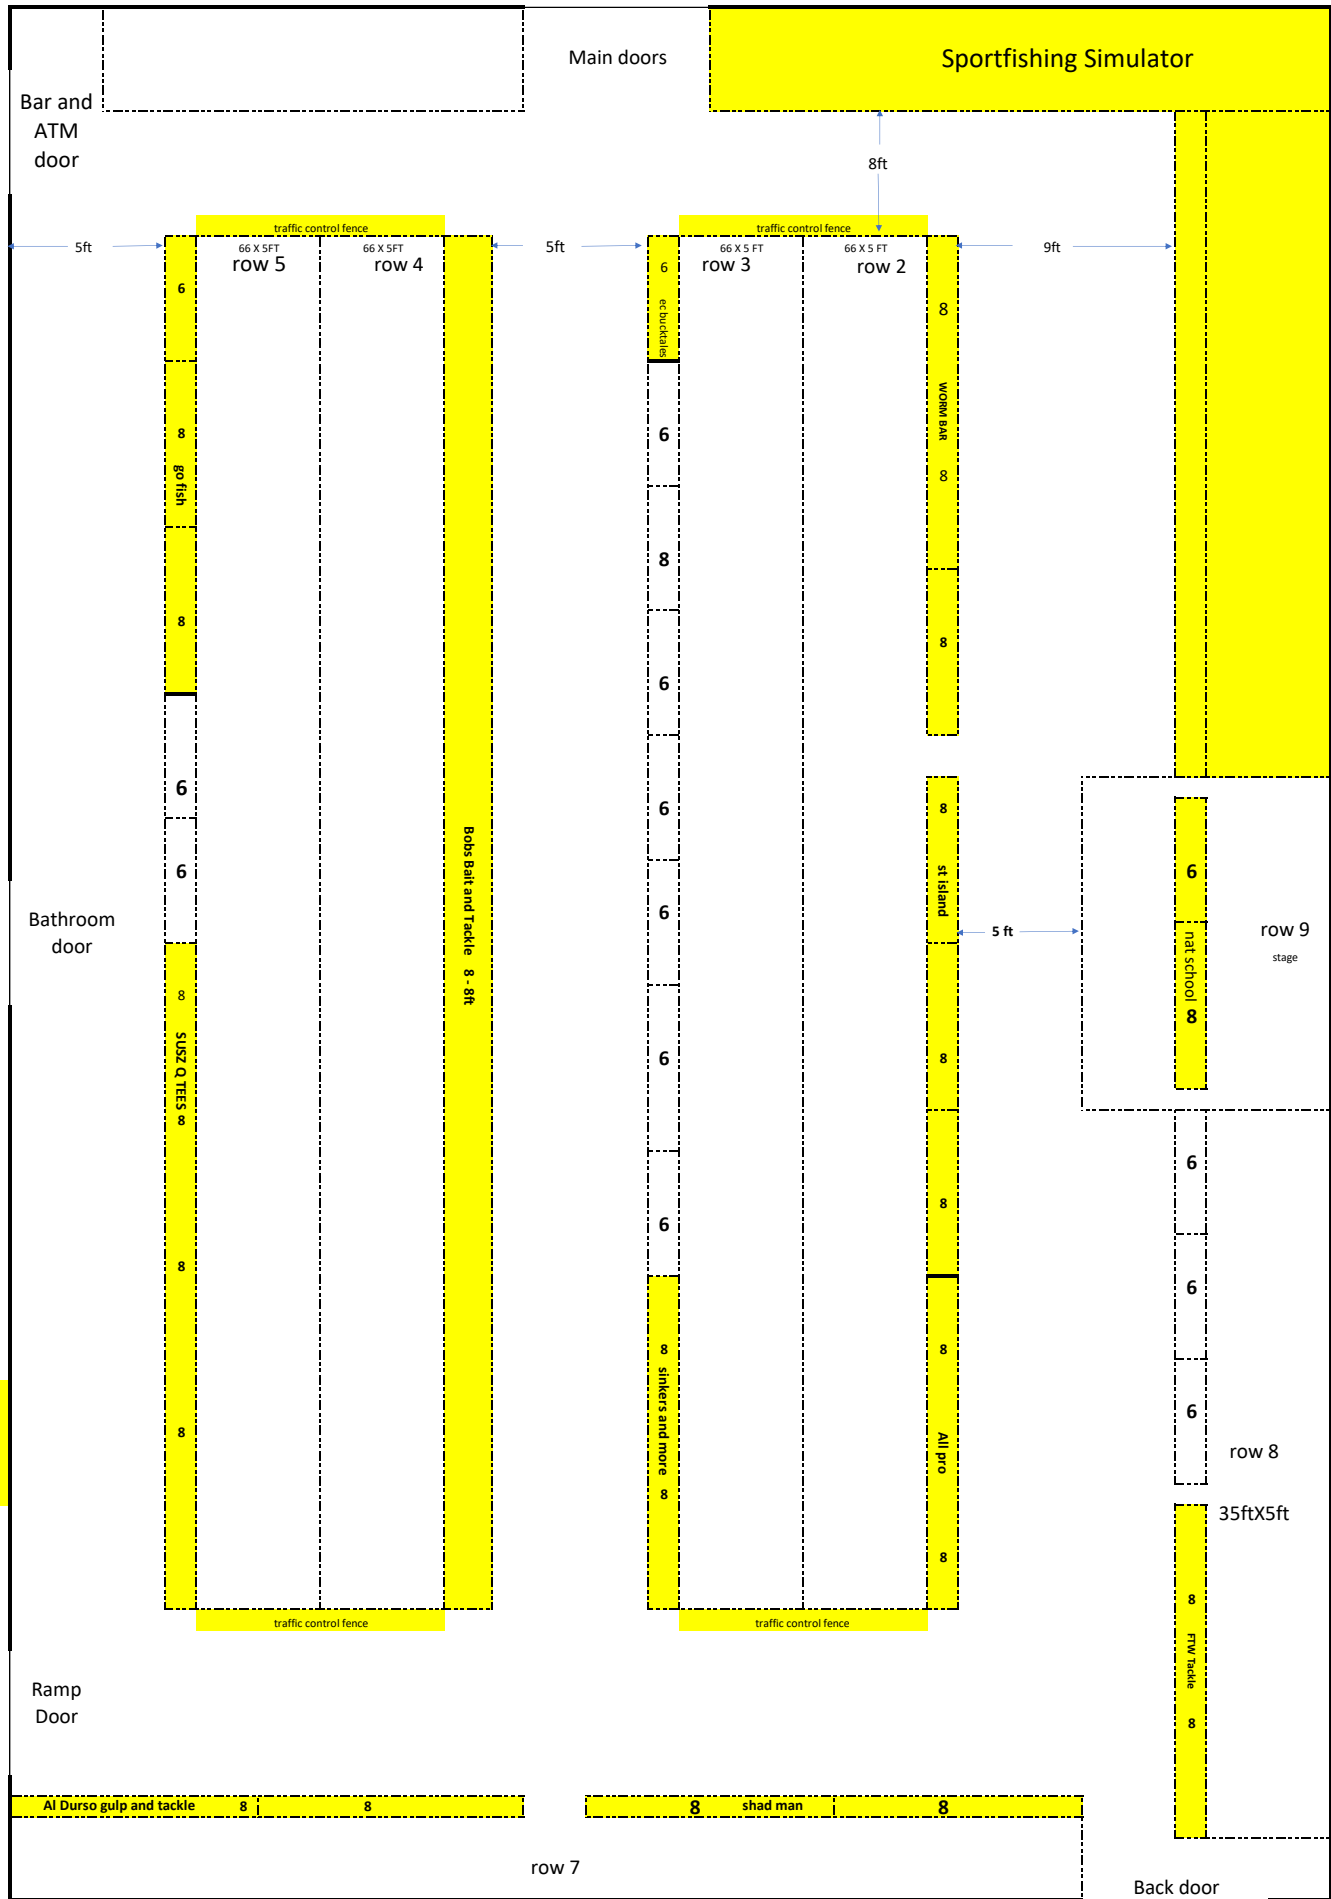 Main doors
Sportfishing Simulator
Bar and
ATM
door
8ft
traffic control fence
traffic control fence
5ft
66 X 5FT
66 X 5FT
5ft
66 X 5 FT
66 X 5 FT
9ft
row 5
row 4
row 3
row 2
6
6
ec bucktales
8
8
go fish
6
WORM BAR
8
8
8
8
6
6
6
8
6
Bobs Bait and Tackle 8 - 8ft
6
st island
6
nat school
8
Bathroom
door
row 9
stage
5 ft
8
SUSZ Q TEES
8
6
8
6
8
6
6
8
8
8
sinkers and more
8
8
All pro
8
6
6
row 8
35ftX5ft
8
FTW Tackle
8
traffic control fence
traffic control fence
Ramp
Door
Al Durso gulp and tackle 8
8
8 shad man
8
row 7
Back door